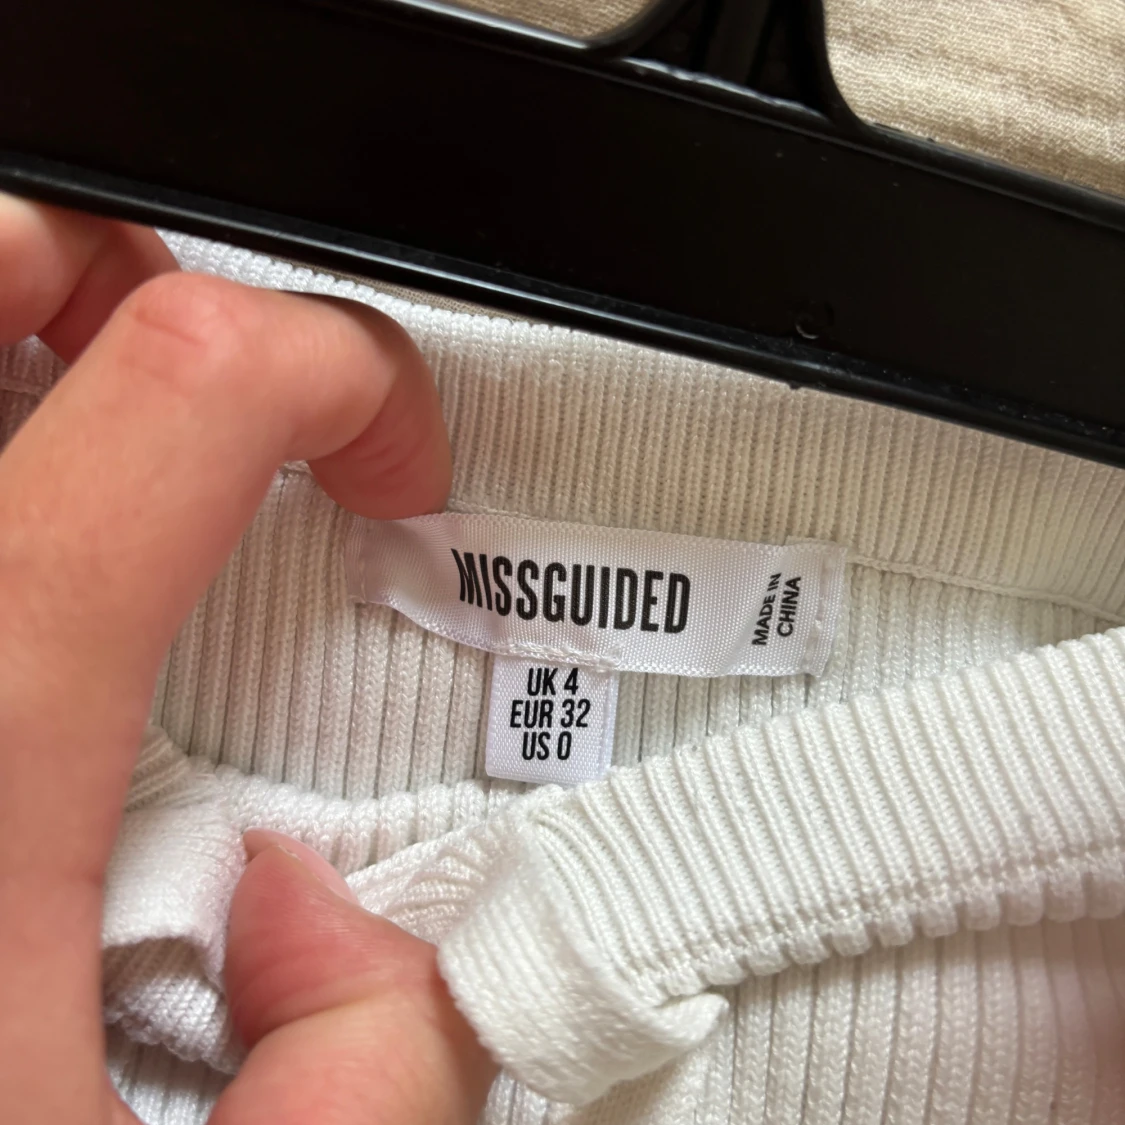 MISSGUIDED
MADE IN
CHINA
UK 4
EUR 32
US 0